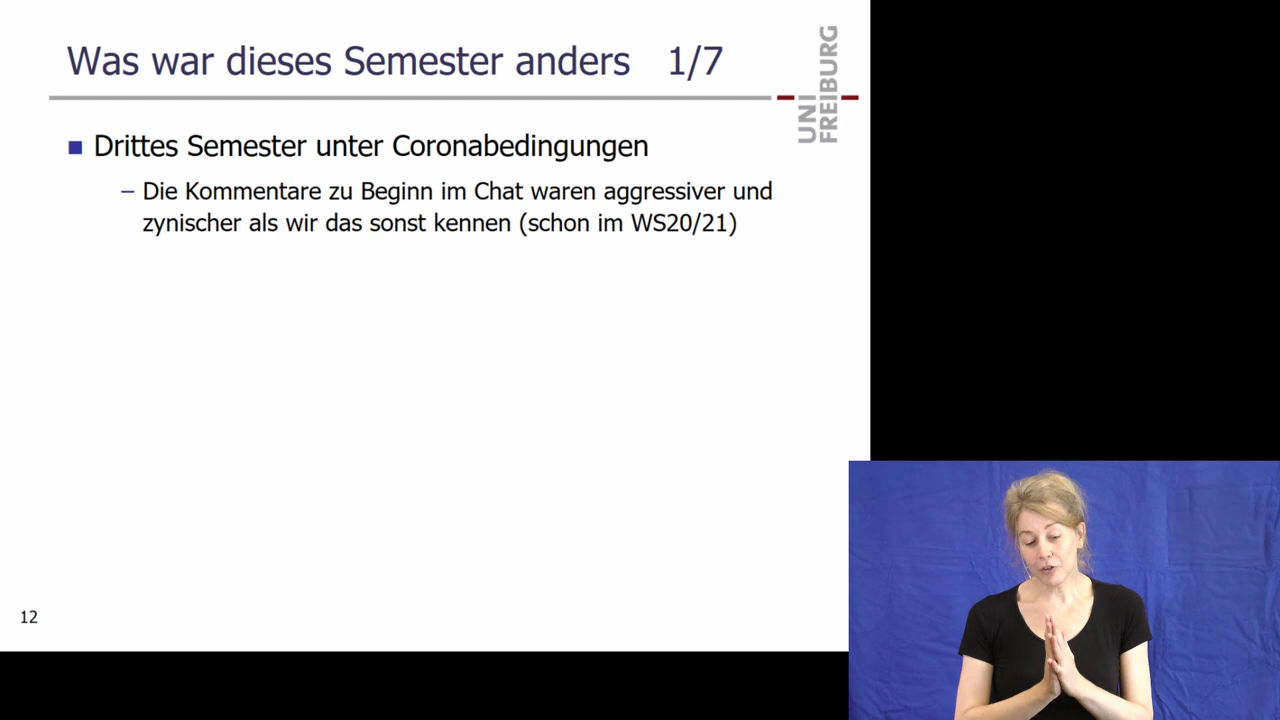 Was war dieses Semester anders 1/7
UNI
FREIBURG
Drittes Semester unter Coronabedingungen
– Die Kommentare zu Beginn im Chat waren aggressiver und
zynischer als wir das sonst kennen (schon im WS20/21)
12